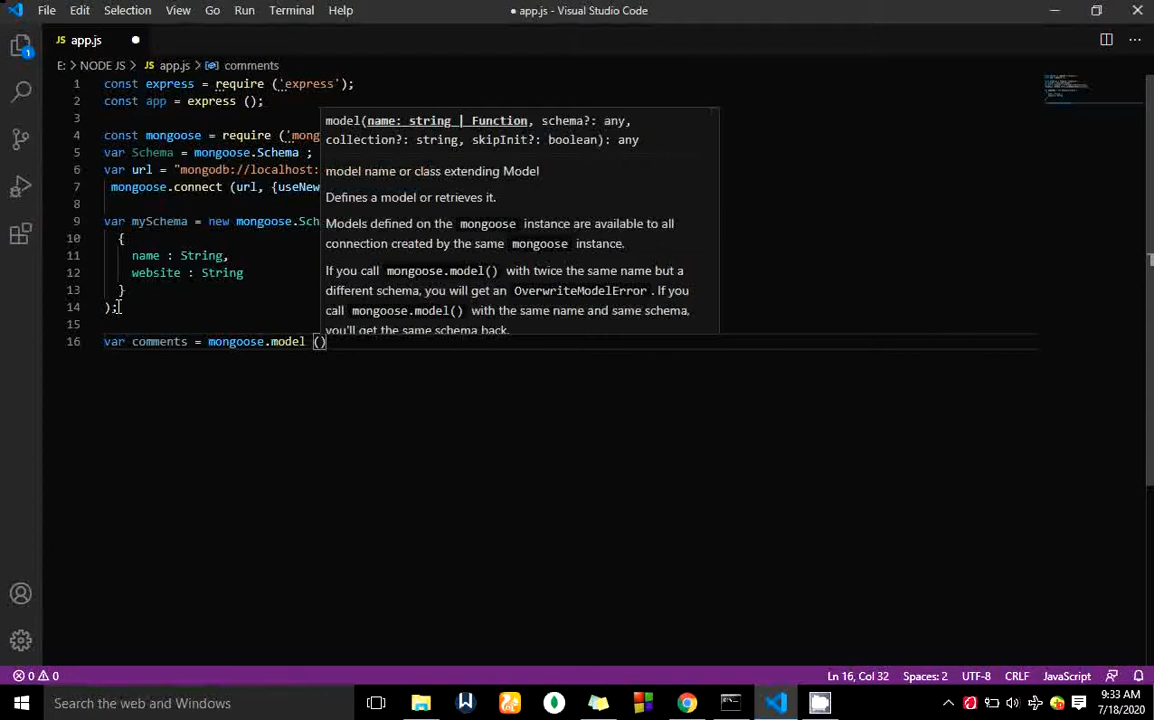 File Edit Selection View Go Run Terminal Help
● app.js - Visual Studio Code
JS app.js ●
E: > NODE JS > JS app.js > comments
1 const express = require ('express');
2 const app = express ();
3
4 const mongoose = require ('mong
5 var Schema = mongoose.Schema ;
6 var url = "mongodb://localhost:
7 mongoose.connect (url, {useNew
8
9 var mySchema = new mongoose.Sch
10 {
11 name : String,
12 website : String
13 }
14 );
15
16 var comments = mongoose.model ()
model(name: string | Function, schema?: any,
collection?: string, skipInit?: boolean): any
model name or class extending Model
Defines a model or retrieves it.
Models defined on the mongoose instance are available to all
connection created by the same mongoose instance.
If you call mongoose.model() with twice the same name but a
different schema, you will get an OverwriteModelError. If you
call mongoose.model() with the same name and same schema,
you'll get the same schema back.
1
0 0 Ln 16, Col 32 Spaces: 2 UTF-8 CRLF JavaScript
Search the web and Windows
9:33 AM
7/18/2020